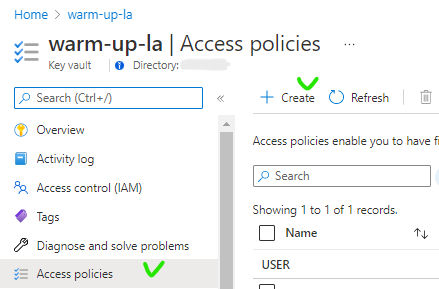 Home > warm-up-la
warm-up-la | Access policies ...
Key vault Directory:
Search (Ctrl+/) «
+ Create Refresh
Overview
Activity log
Access control (IAM)
Tags
Diagnose and solve problems
Access policies
Access policies enable you to have fi
Search
Showing 1 to 1 of 1 records.
Name ↑↓
USER